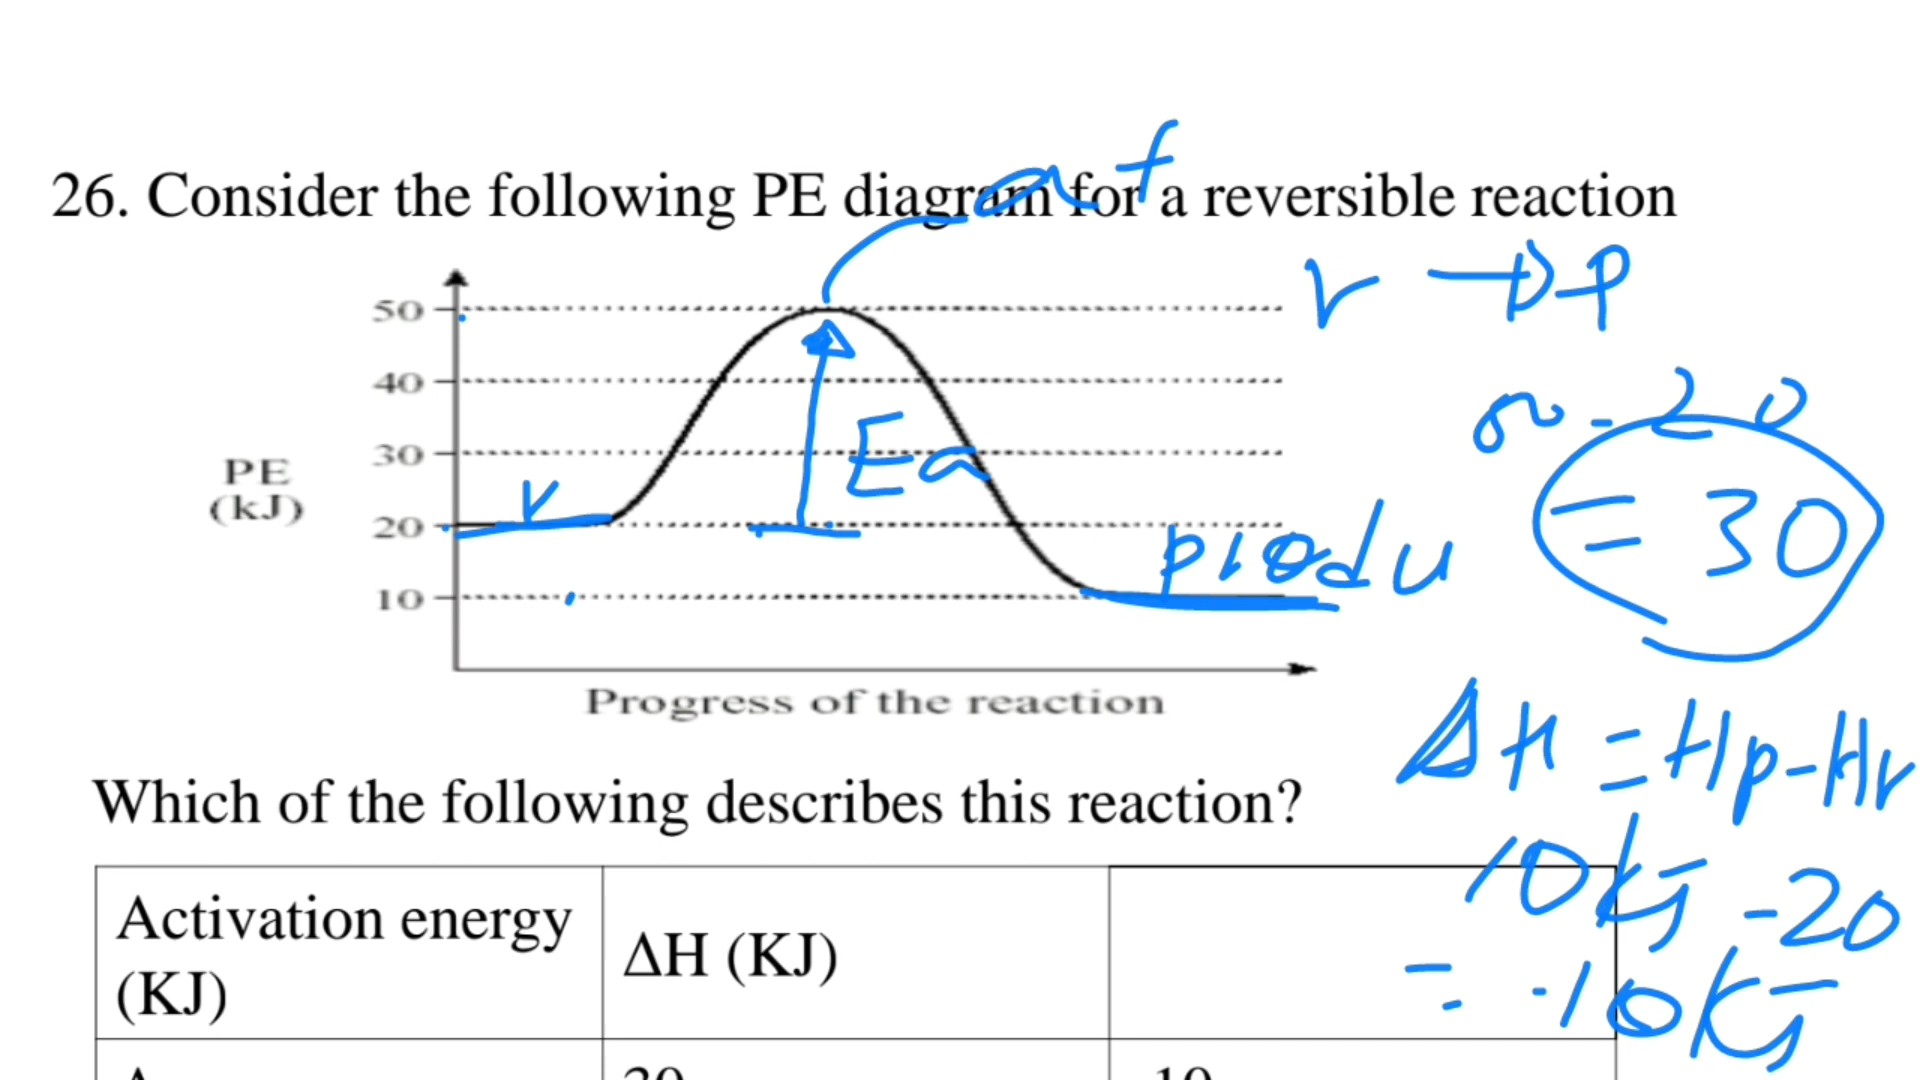 26. Consider the following PE diagram for a reversible reaction
r → P
50
40
30
20
10
PE
(kJ)
r
Ea
produ
20
= 30
Progress of the reaction
ΔH = Hp - Hr
10kJ - 20
= -10kJ
Which of the following describes this reaction?
Activation energy
(KJ)
ΔH (KJ)